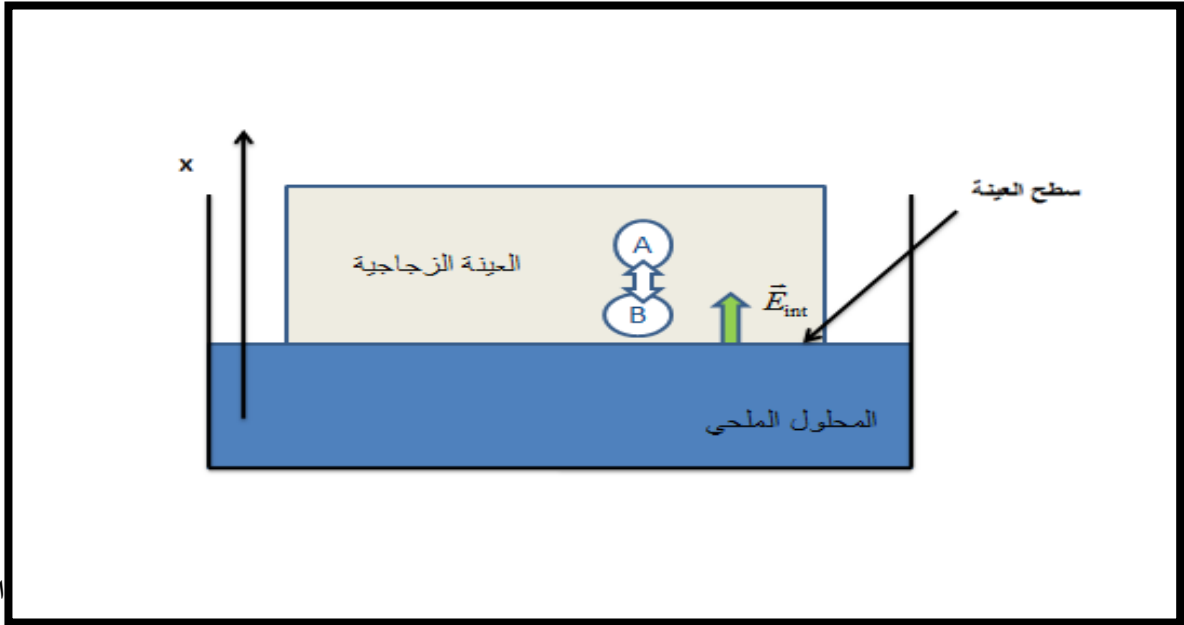 x
سطح العينة
A
العينة الزجاجية
B
E⃗int
المحلول الملحي